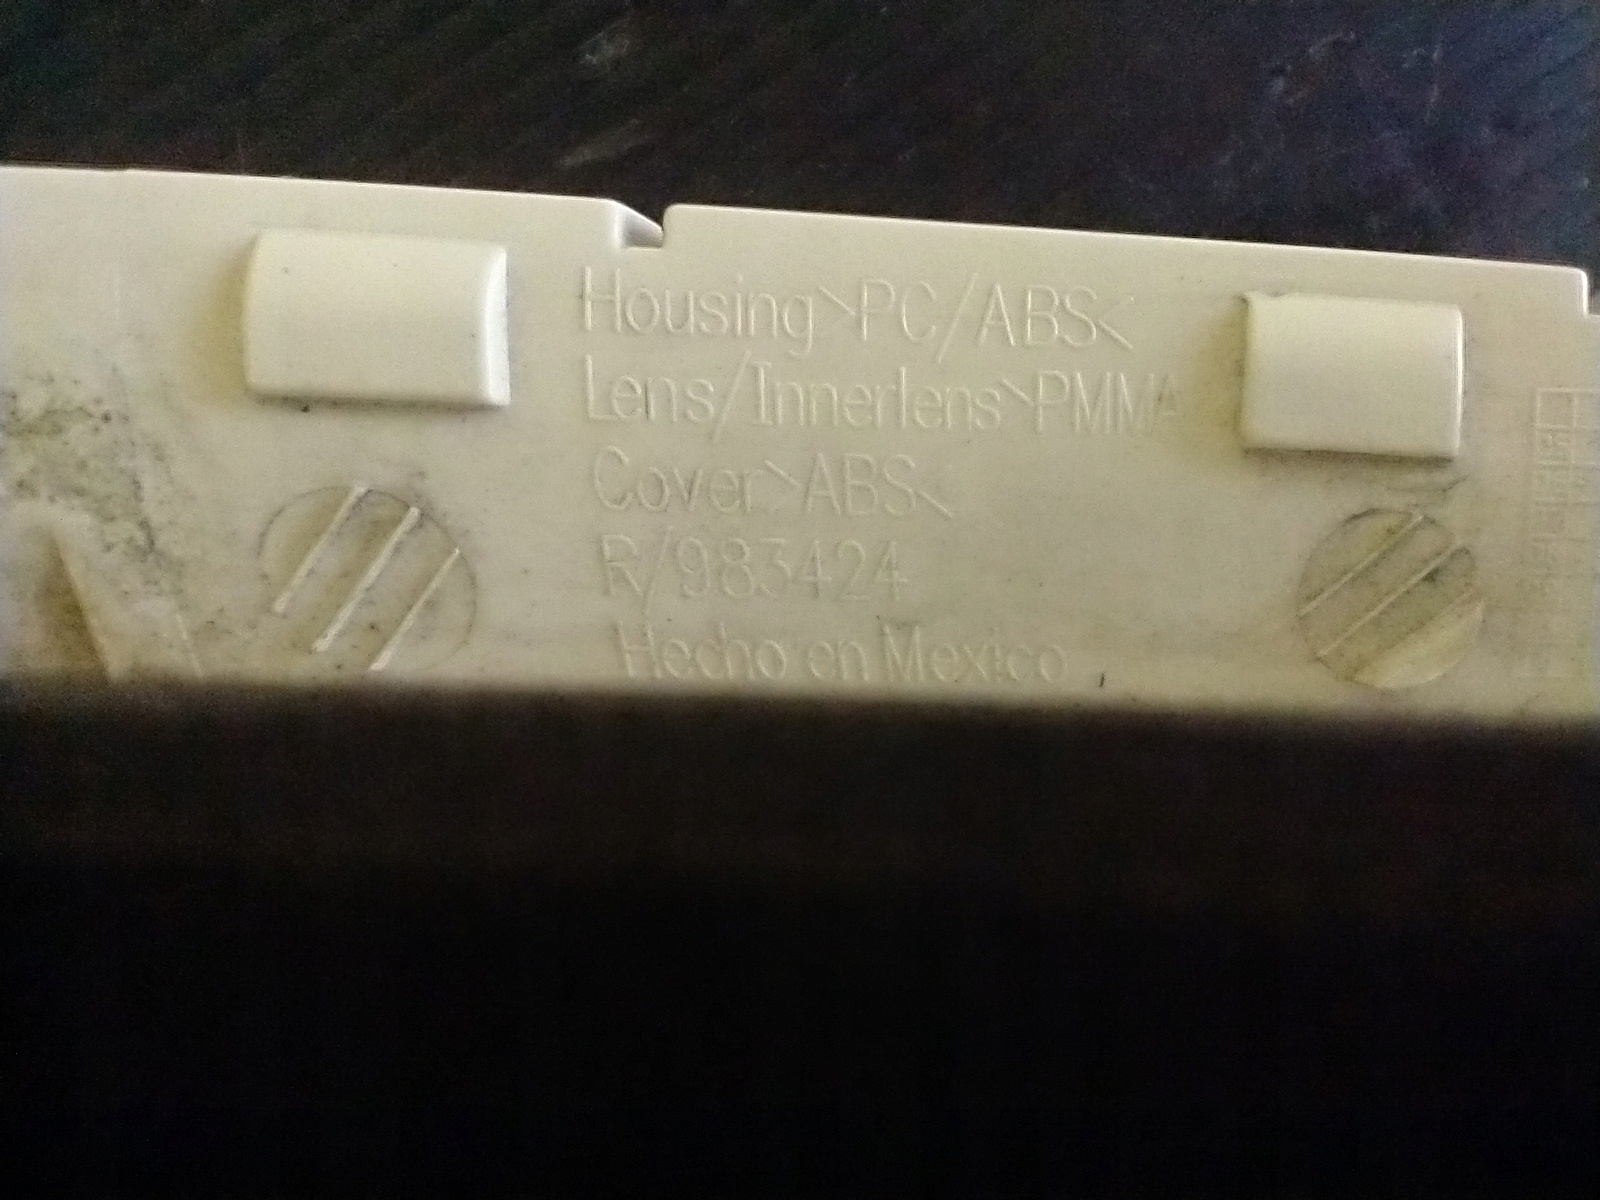 Housing>PC/ABS<
Lens/Innerlens>PMMA
Cover>ABS<
R/983424
Hecho en Mexico